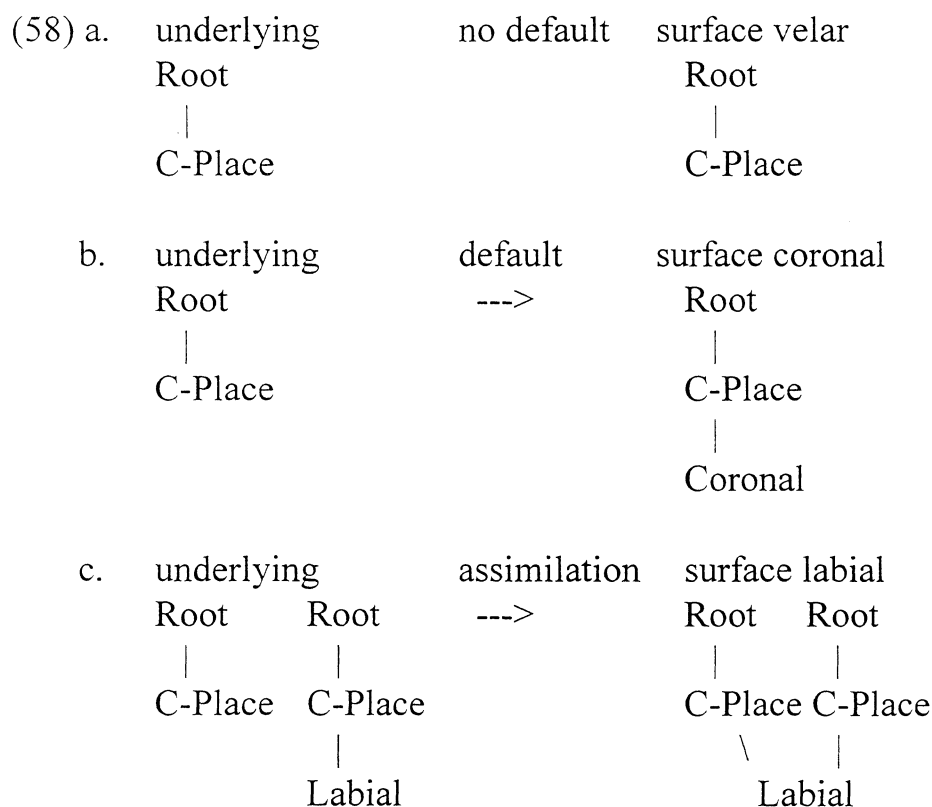 (58) a. underlying no default surface velar
Root Root
| |
C-Place C-Place
b. underlying default surface coronal
Root ---> Root
| |
C-Place C-Place
|
Coronal
c. underlying assimilation surface labial
Root Root ---> Root Root
| | | |
C-Place C-Place C-Place C-Place
| \ |
Labial Labial